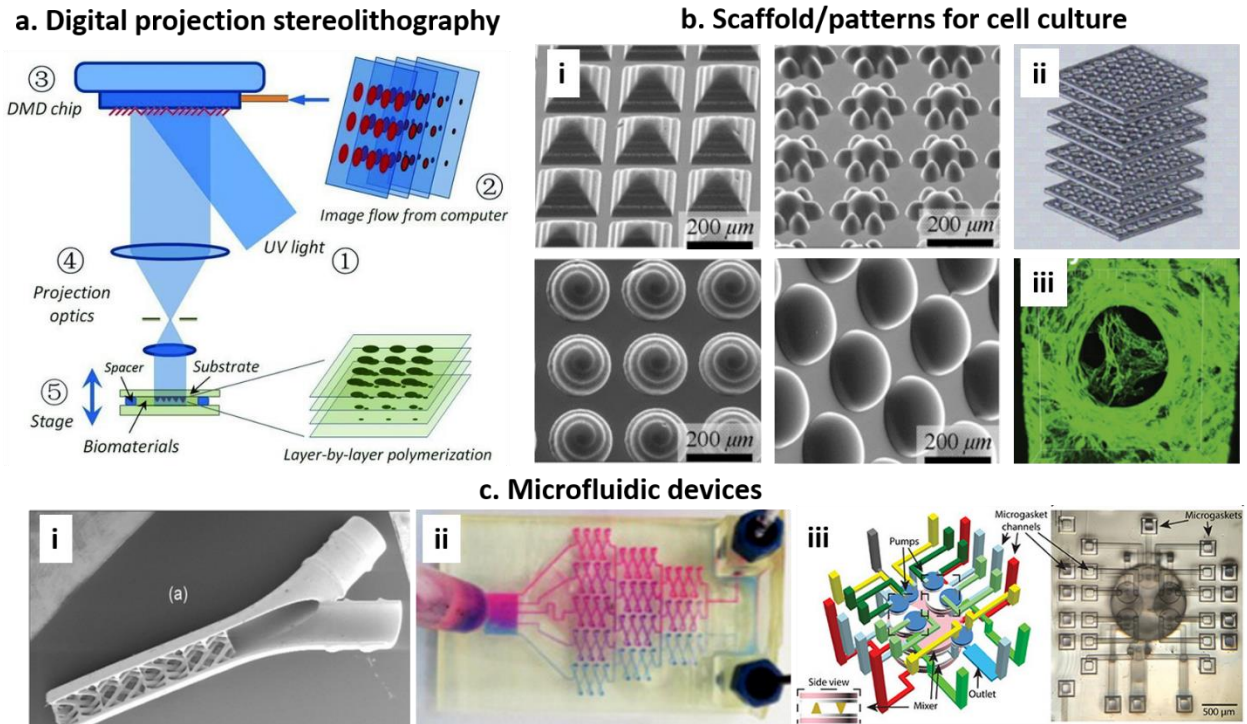 a. Digital projection stereolithography
③
DMD chip
②
Image flow from computer
UV light
①
④
Projection
optics
Spacer
Substrate
⑤
Stage
Biomaterials
Layer-by-layer polymerization
b. Scaffold/patterns for cell culture
i
200 μm
200 μm
ii
200 μm
200 μm
iii
c. Microfluidic devices
i
(a)
ii
iii
Pumps
Microgasket
channels
Microgaskets
Side view
Mixer
Outlet
500 μm